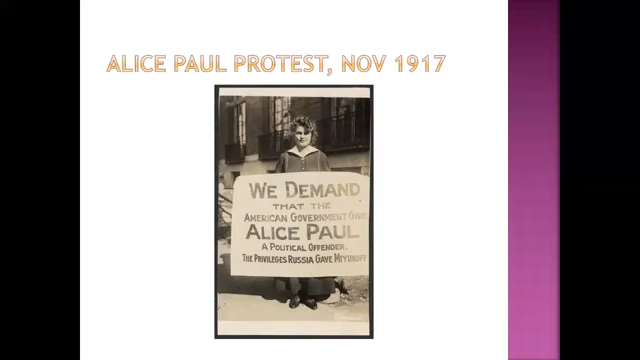 ALICE PAUL PROTEST, NOV 1917
WE DEMAND
THAT THE
AMERICAN GOVERNMENT GIVE
ALICE PAUL
A POLITICAL OFFENDER,
THE PRIVILEGES RUSSIA GAVE MIYUKOFF